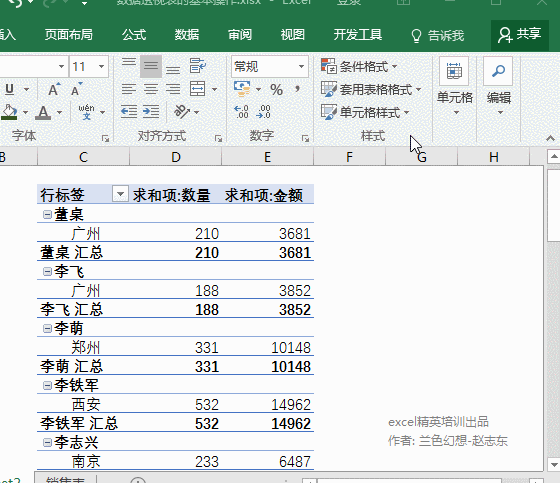 数据透视表的基本操作.xlsx - Excel 登录
插入 页面布局 公式 数据 审阅 视图 开发工具 告诉我 共享
11 常规 条件格式
U A A A wén % , 套用表格格式 单元格 编辑
单元格样式
字体 对齐方式 数字 样式
B C D E F G H
行标签 求和项:数量 求和项:金额
董桌
广州 210 3681
董桌 汇总 210 3681
李飞
广州 188 3852
李飞 汇总 188 3852
李萌
郑州 331 10148
李萌 汇总 331 10148
李铁军
西安 532 14962
李铁军 汇总 532 14962
excel精英培训出品
李志兴
作者: 兰色幻想-赵志东
南京 233 6487
销售表